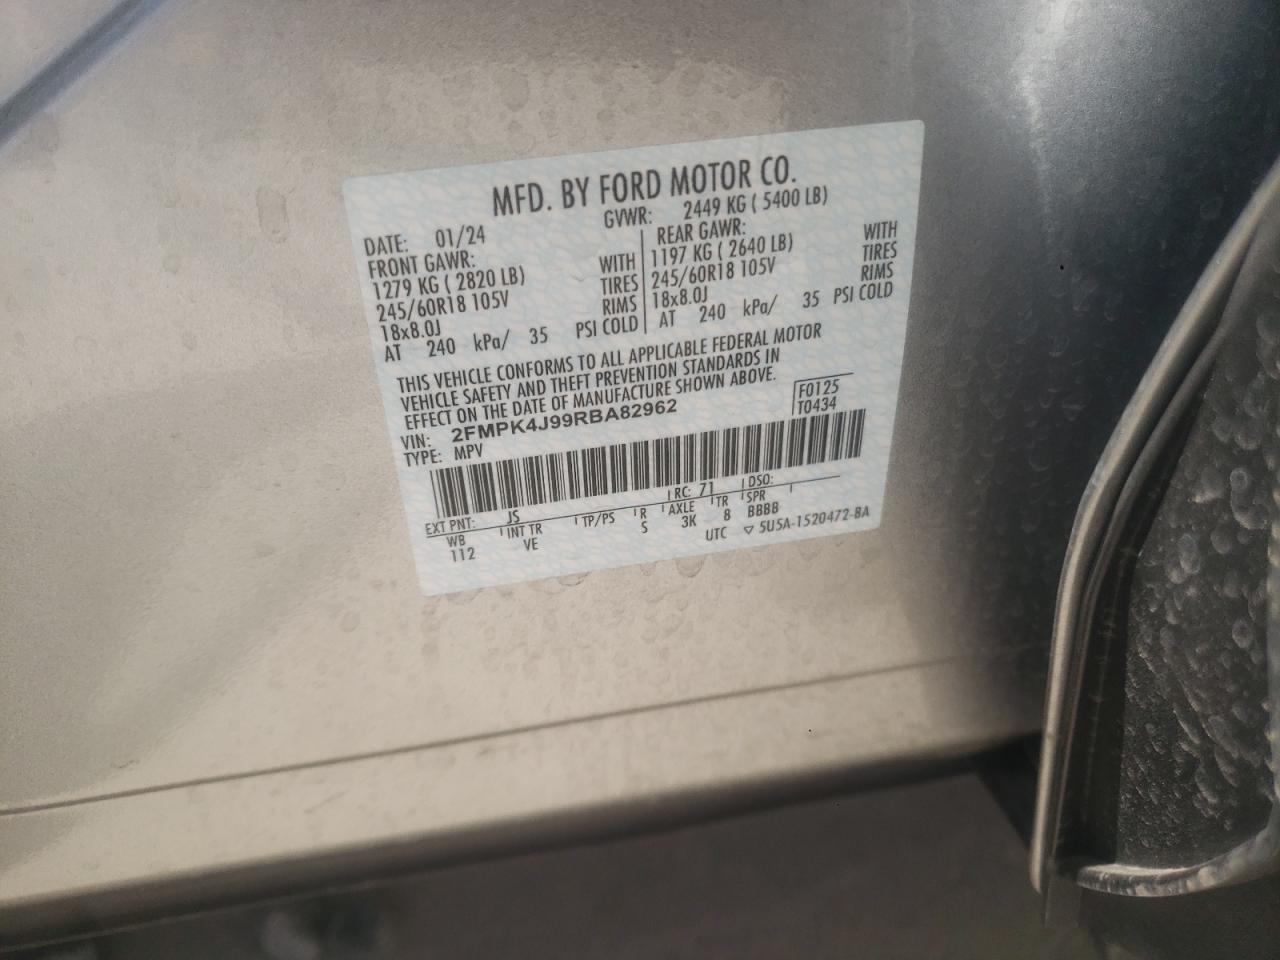 MFD. BY FORD MOTOR CO.
DATE: 01/24 GVWR: 2449 KG ( 5400 LB)
FRONT GAWR: REAR GAWR:
1279 KG ( 2820 LB) WITH 1197 KG ( 2640 LB) WITH
245/60R18 105V TIRES 245/60R18 105V TIRES
18x8.0J RIMS 18x8.0J RIMS
AT 240 kPa/ 35 PSI COLD AT 240 kPa/ 35 PSI COLD
THIS VEHICLE CONFORMS TO ALL APPLICABLE FEDERAL MOTOR
VEHICLE SAFETY AND THEFT PREVENTION STANDARDS IN
EFFECT ON THE DATE OF MANUFACTURE SHOWN ABOVE.
VIN: 2FMPK4J99RBA82962 F0125
TYPE: MPV T0434
EXT PNT: JS RC: 71 DSO:
WB INT TR TP/PS R AXLE TR SPR
112 VE S 3K 8 BBBB
UTC ▽ 5U5A-1520472-BA